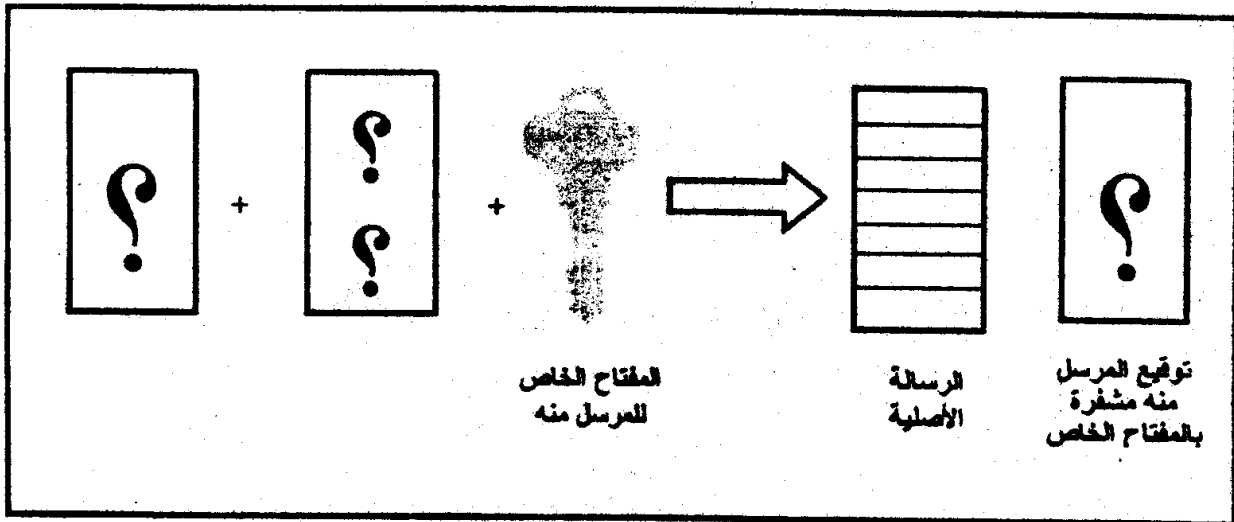 ؟
+
؟
؟
+
؟
المفتاح الخاص
للمرسل منه
الرسالة
الأصلية
توقيع المرسل
منه مشفرة
بالمفتاح الخاص